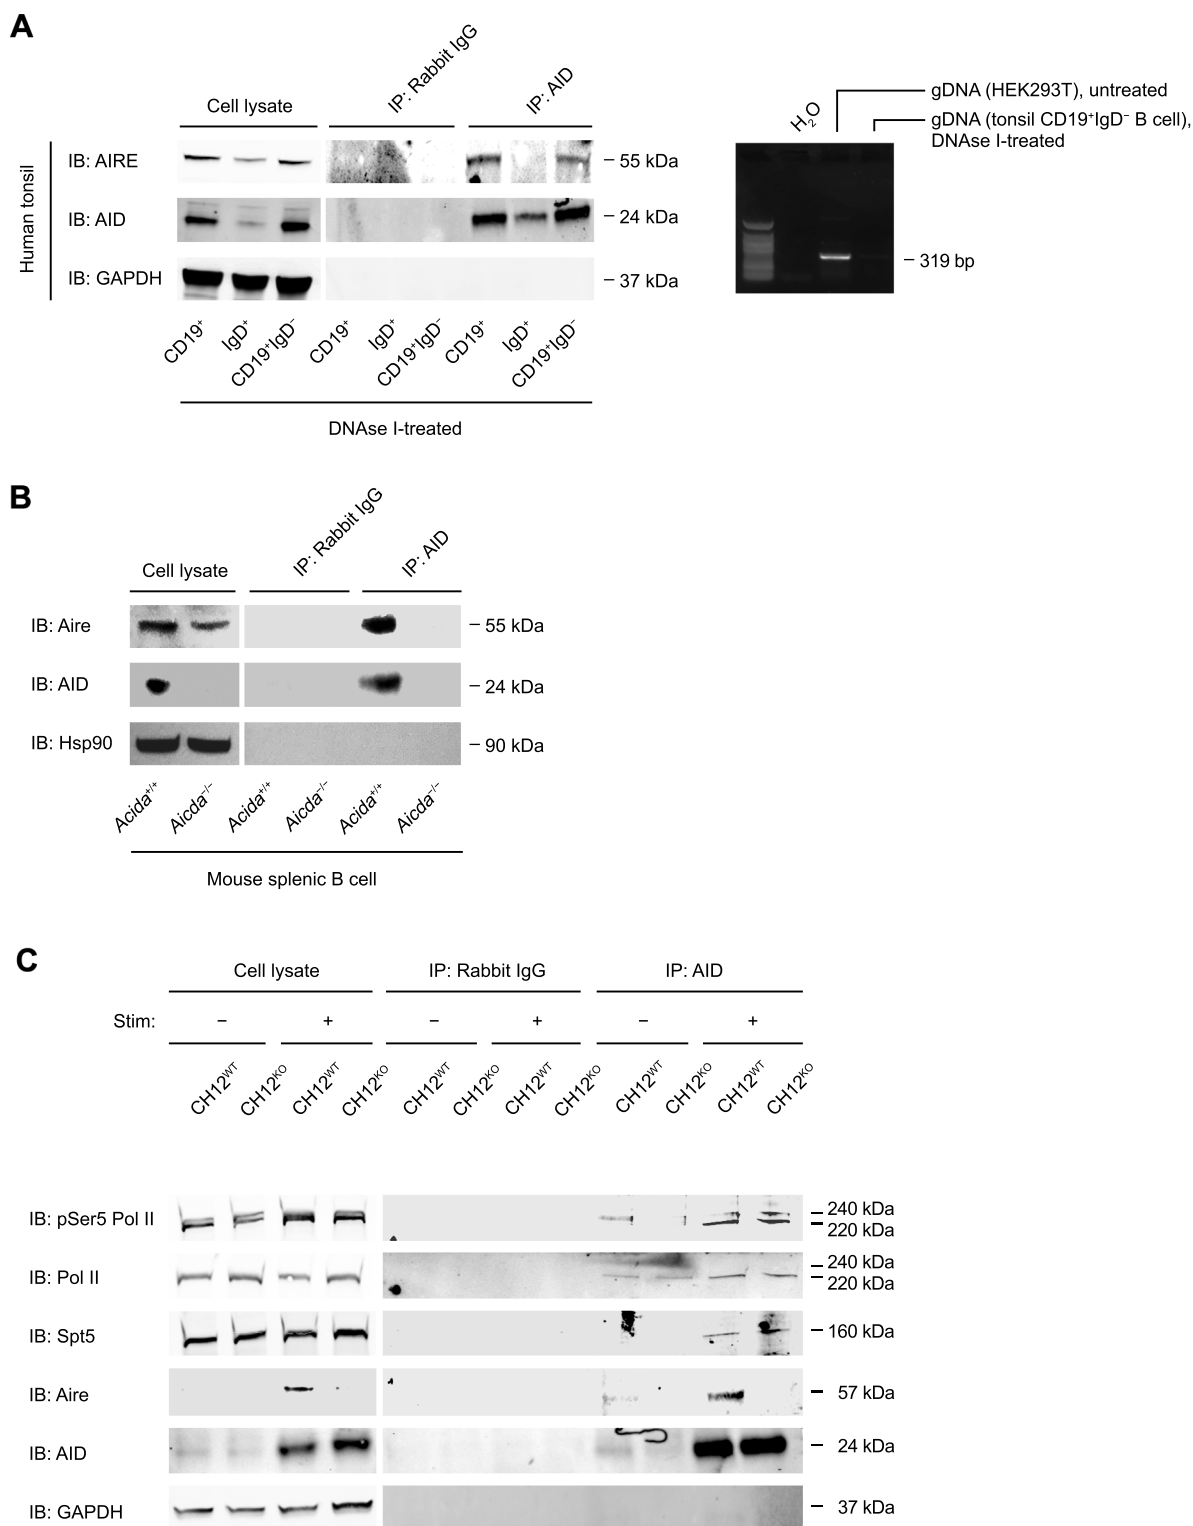 A
Cell lysate
IP: Rabbit IgG
IP: AID
Human tonsil
IB: AIRE
– 55 kDa
IB: AID
– 24 kDa
IB: GAPDH
– 37 kDa
CD19⁺
IgD⁺
CD19⁺IgD⁻
CD19⁺
IgD⁺
CD19⁺IgD⁻
CD19⁺
IgD⁺
CD19⁺IgD⁻
DNAse I-treated
H₂O
gDNA (HEK293T), untreated
gDNA (tonsil CD19⁺IgD⁻ B cell),
DNAse I-treated
– 319 bp
B
Cell lysate
IP: Rabbit IgG
IP: AID
IB: Aire
– 55 kDa
IB: AID
– 24 kDa
IB: Hsp90
– 90 kDa
Acida⁺/⁺
Aicda⁻/⁻
Acida⁺/⁺
Aicda⁻/⁻
Acida⁺/⁺
Aicda⁻/⁻
Mouse splenic B cell
C
Cell lysate
IP: Rabbit IgG
IP: AID
Stim:
–
+
–
+
–
+
CH12ᵂᵀ
CH12ᴷᴼ
CH12ᵂᵀ
CH12ᴷᴼ
CH12ᵂᵀ
CH12ᴷᴼ
CH12ᵂᵀ
CH12ᴷᴼ
CH12ᵂᵀ
CH12ᴷᴼ
CH12ᵂᵀ
CH12ᴷᴼ
IB: pSer5 Pol II
– 240 kDa
– 220 kDa
IB: Pol II
– 240 kDa
– 220 kDa
IB: Spt5
– 160 kDa
IB: Aire
– 57 kDa
IB: AID
– 24 kDa
IB: GAPDH
– 37 kDa